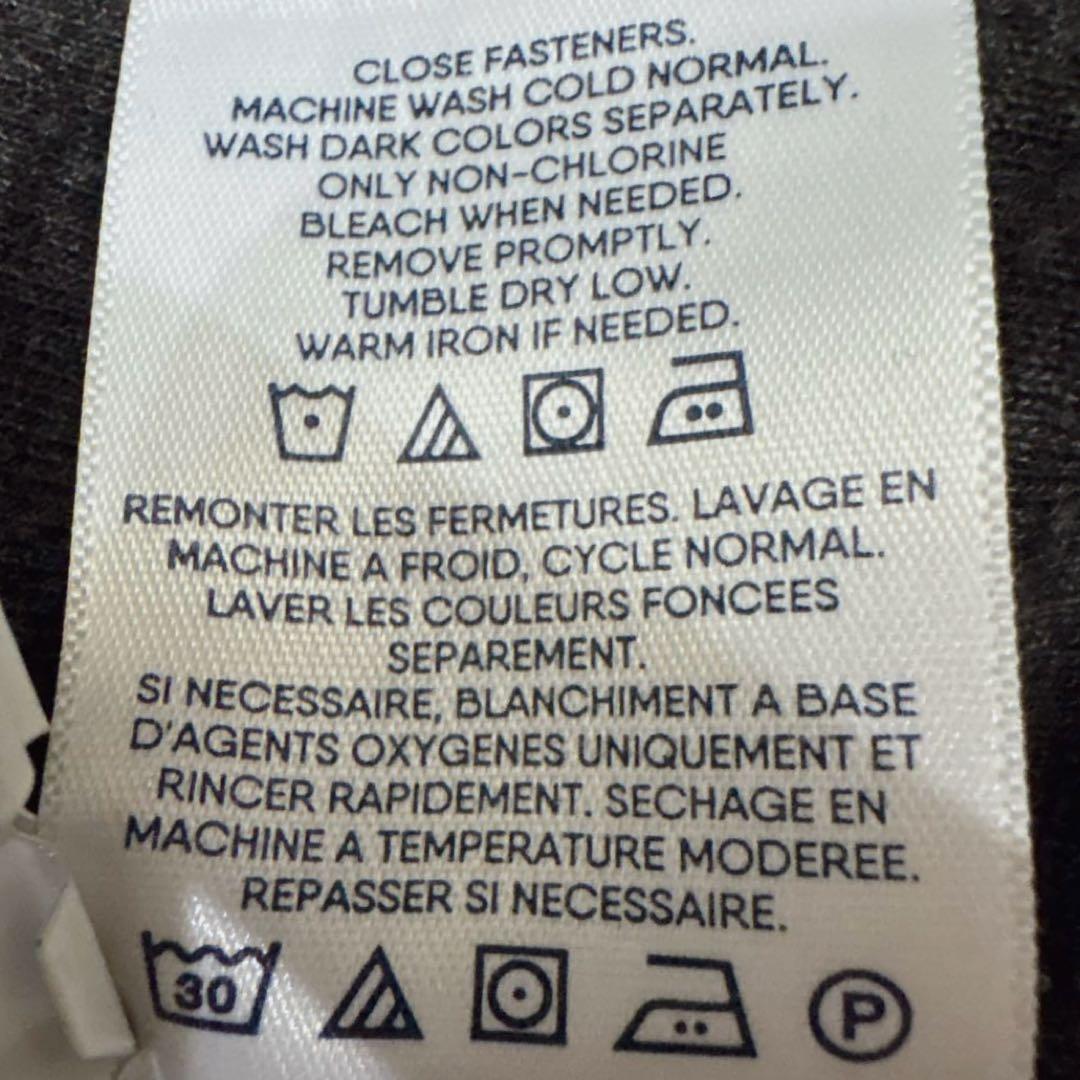 CLOSE FASTENERS.
MACHINE WASH COLD NORMAL.
WASH DARK COLORS SEPARATELY.
ONLY NON-CHLORINE
BLEACH WHEN NEEDED.
REMOVE PROMPTLY.
TUMBLE DRY LOW.
WARM IRON IF NEEDED.
REMONTER LES FERMETURES. LAVAGE EN
MACHINE A FROID, CYCLE NORMAL.
LAVER LES COULEURS FONCEES
SEPAREMENT.
SI NECESSAIRE, BLANCHIMENT A BASE
D'AGENTS OXYGENES UNIQUEMENT ET
RINCER RAPIDEMENT. SECHAGE EN
MACHINE A TEMPERATURE MODEREE.
REPASSER SI NECESSAIRE.
30 P